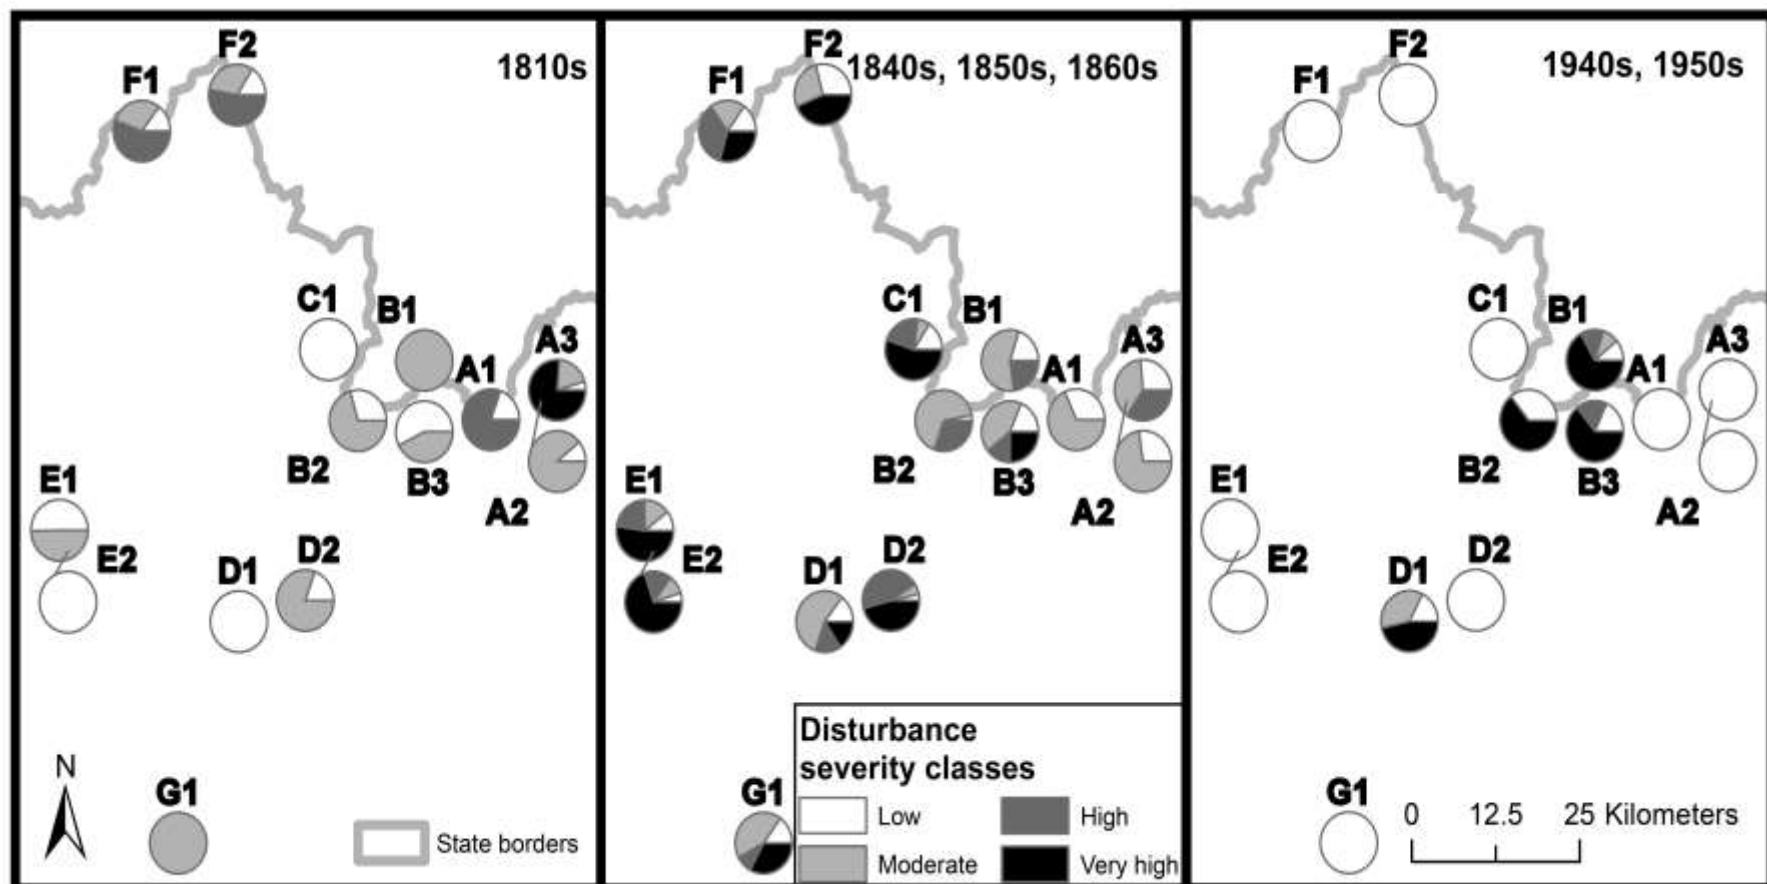 1810s
F2
F1
C1
B1
A3
A1
B2
B3
A2
E1
E2
D2
D1
G1
N
State borders
1840s, 1850s, 1860s
F2
F1
C1
B1
A3
A1
B2
B3
A2
E1
E2
D2
D1
G1
Disturbance
severity classes
Low
High
Moderate
Very high
1940s, 1950s
F2
F1
C1
B1
A3
A1
B2
B3
A2
E1
E2
D2
D1
G1
0 12.5 25 Kilometers